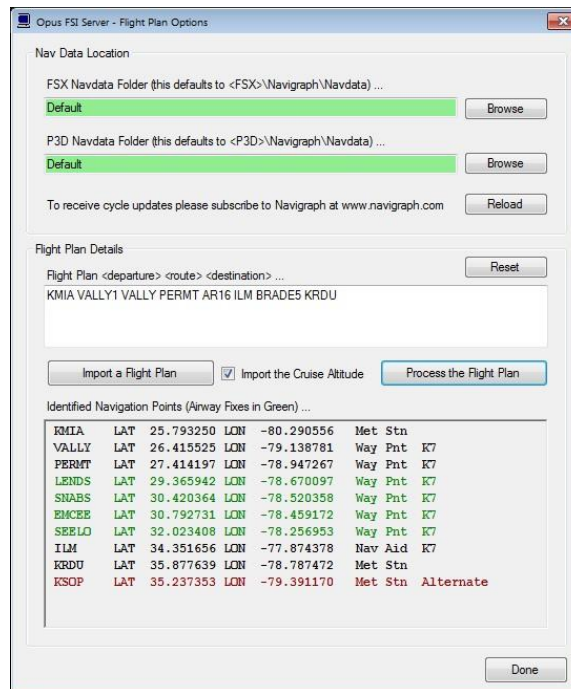 Opus FSI Server - Flight Plan Options
Nav Data Location
FSX Navdata Folder (this defaults to <FSX>\Navigraph\Navdata) ...
Default
Browse
P3D Navdata Folder (this defaults to <P3D>\Navigraph\Navdata) ...
Default
Browse
To receive cycle updates please subscribe to Navigraph at www.navigraph.com
Reload
Flight Plan Details
Reset
Flight Plan <departure> <route> <destination> ...
KMIA VALLY1 VALLY PERMT AR16 ILM BRADE5 KRDU
Import a Flight Plan
Import the Cruise Altitude
Process the Flight Plan
Identified Navigation Points (Airway Fixes in Green) ...
KMIA LAT 25.793250 LON -80.290556 Met Stn
VALLY LAT 26.415525 LON -79.138781 Way Pnt K7
PERMT LAT 27.414197 LON -78.947267 Way Pnt K7
LENDS LAT 29.365942 LON -78.670097 Way Pnt K7
SNABS LAT 30.420364 LON -78.520358 Way Pnt K7
EMCEE LAT 30.792731 LON -78.459172 Way Pnt K7
SEELO LAT 32.023408 LON -78.256953 Way Pnt K7
ILM LAT 34.351656 LON -77.874378 Nav Aid K7
KRDU LAT 35.877639 LON -78.787472 Met Stn
KSOP LAT 35.237353 LON -79.391170 Met Stn Alternate
Done